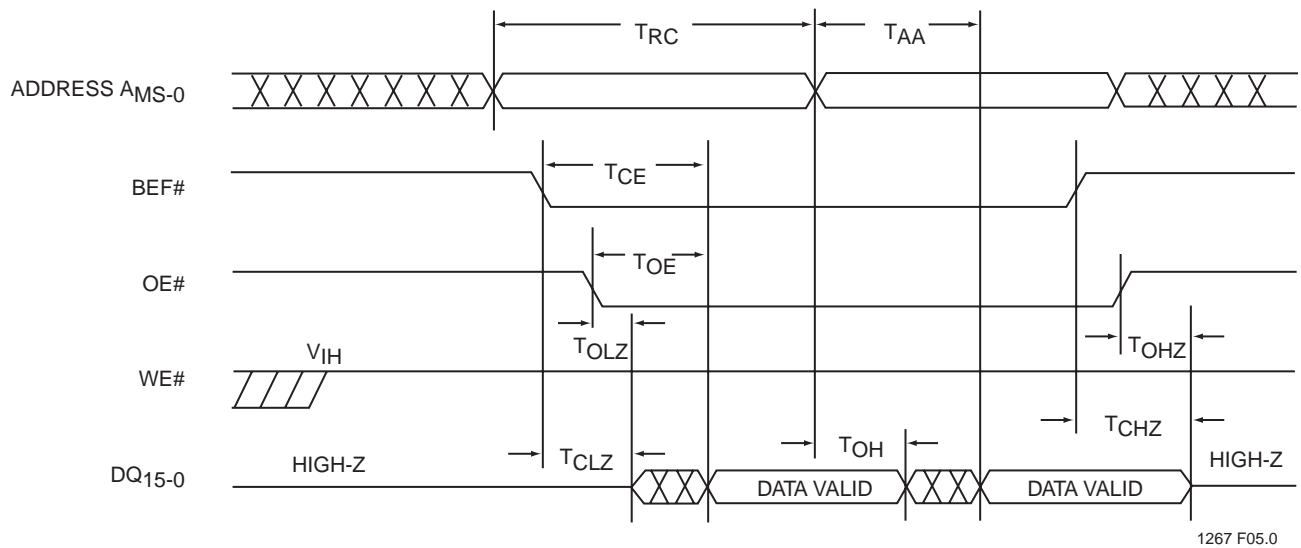 TRC
TAA
ADDRESS AMS-0
TCE
BEF#
TOE
OE#
TOLZ
TOHZ
VIH
WE#
TCHZ
TCLZ
TOH
HIGH-Z
HIGH-Z
DQ15-0
DATA VALID
DATA VALID
1267 F05.0